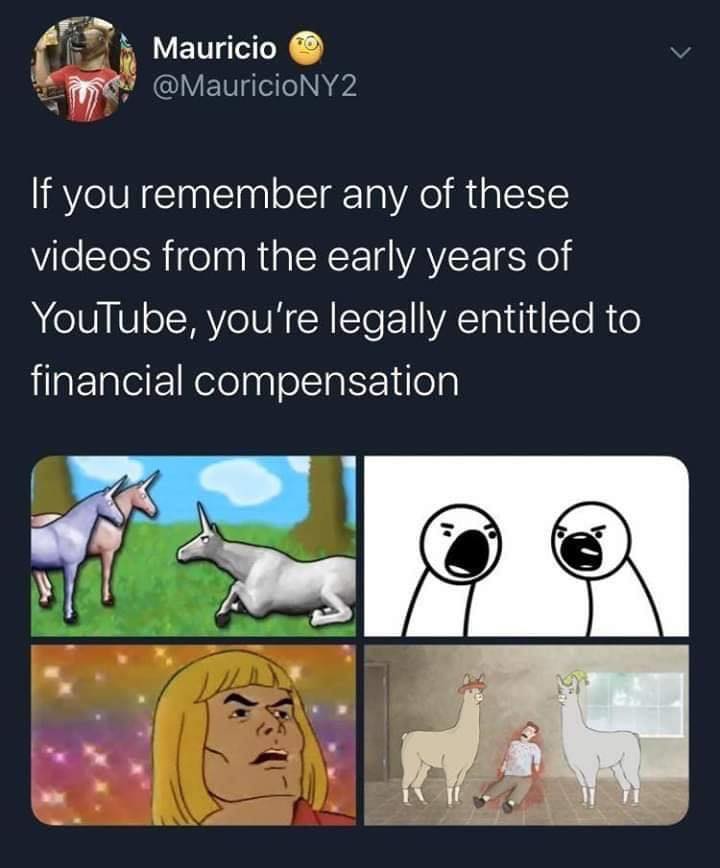 Mauricio 🧐
@MauricioNY2
If you remember any of these
videos from the early years of
YouTube, you're legally entitled to
financial compensation